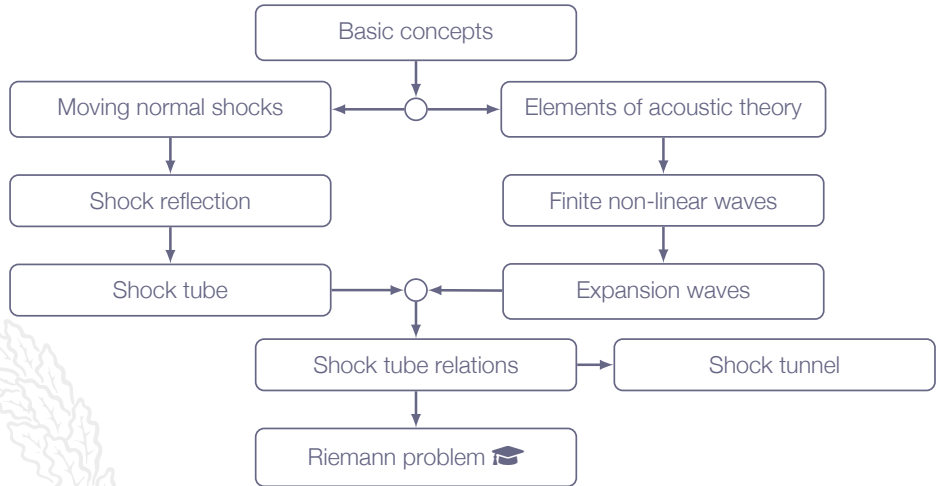 Basic concepts
Moving normal shocks
Elements of acoustic theory
Shock reflection
Finite non-linear waves
Shock tube
Expansion waves
Shock tube relations
Shock tunnel
Riemann problem